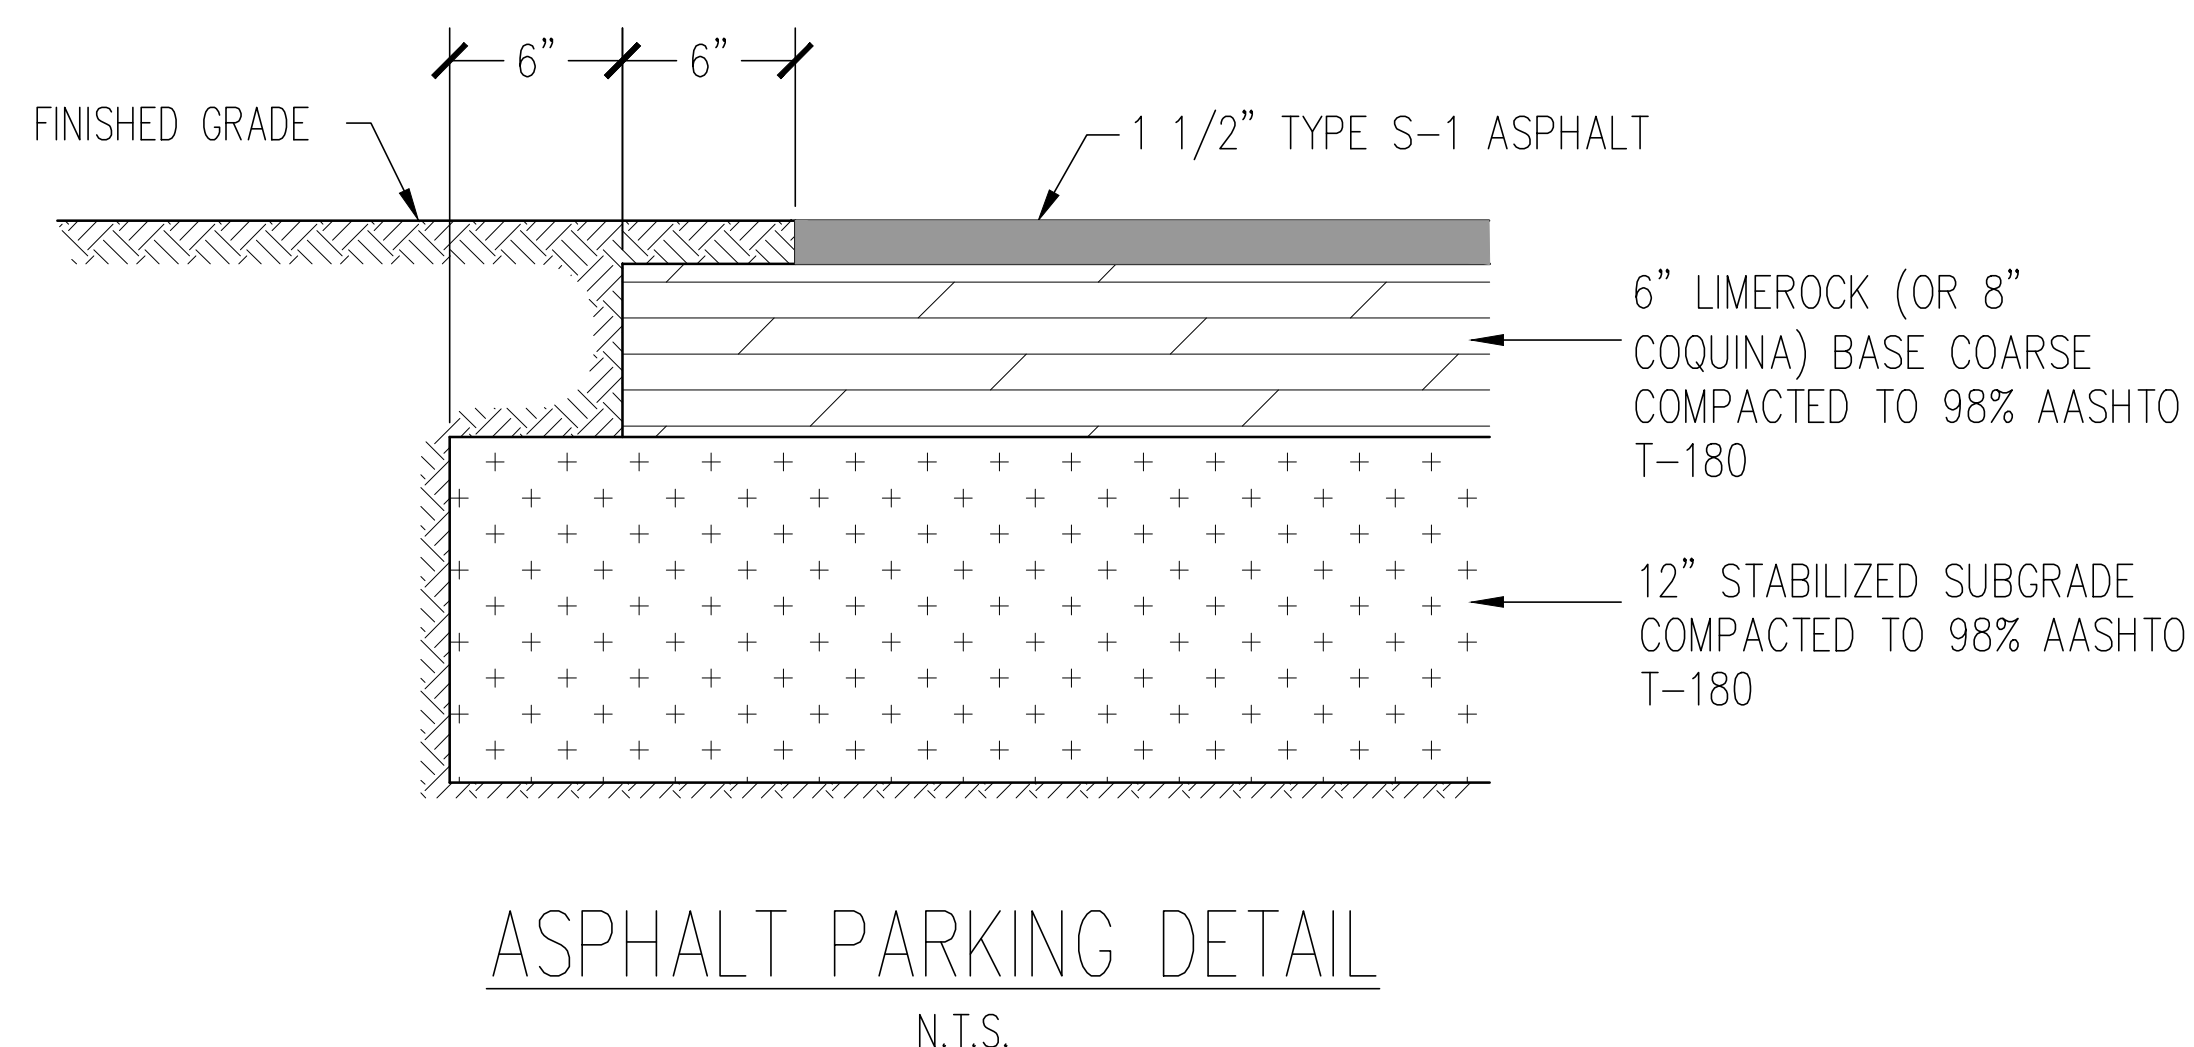 6” 6”
FINISHED GRADE
1 1/2” TYPE S-1 ASPHALT
6” LIMEROCK (OR 8”
COQUINA) BASE COARSE
COMPACTED TO 98% AASHTO
T-180
12” STABILIZED SUBGRADE
COMPACTED TO 98% AASHTO
T-180
ASPHALT PARKING DETAIL
N.T.S.